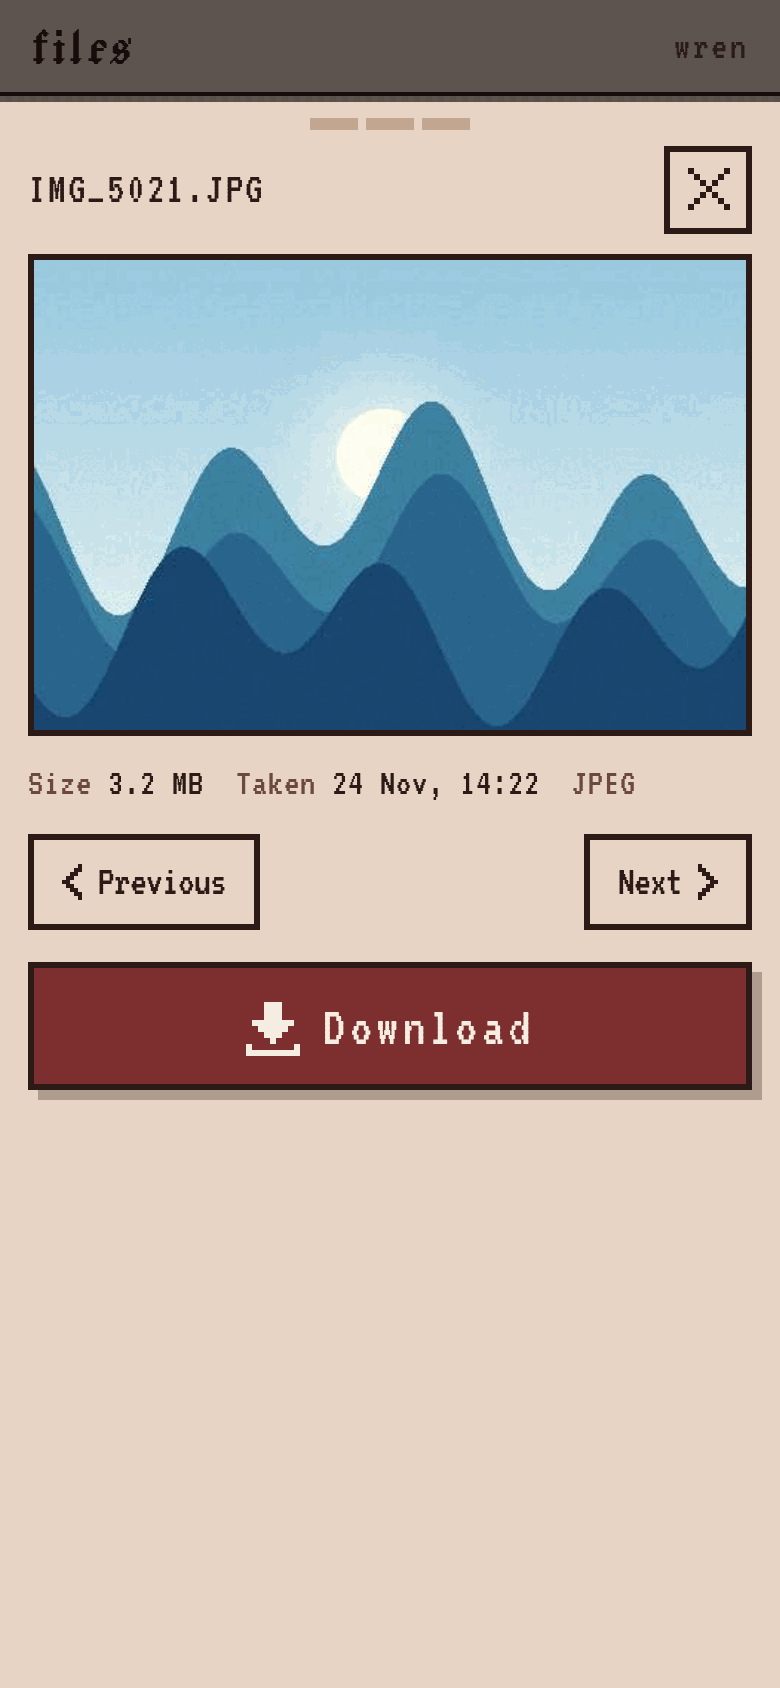 files
wren
IMG_5021.JPG
Size 3.2 MB Taken 24 Nov, 14:22 JPEG
Previous
Next
Download